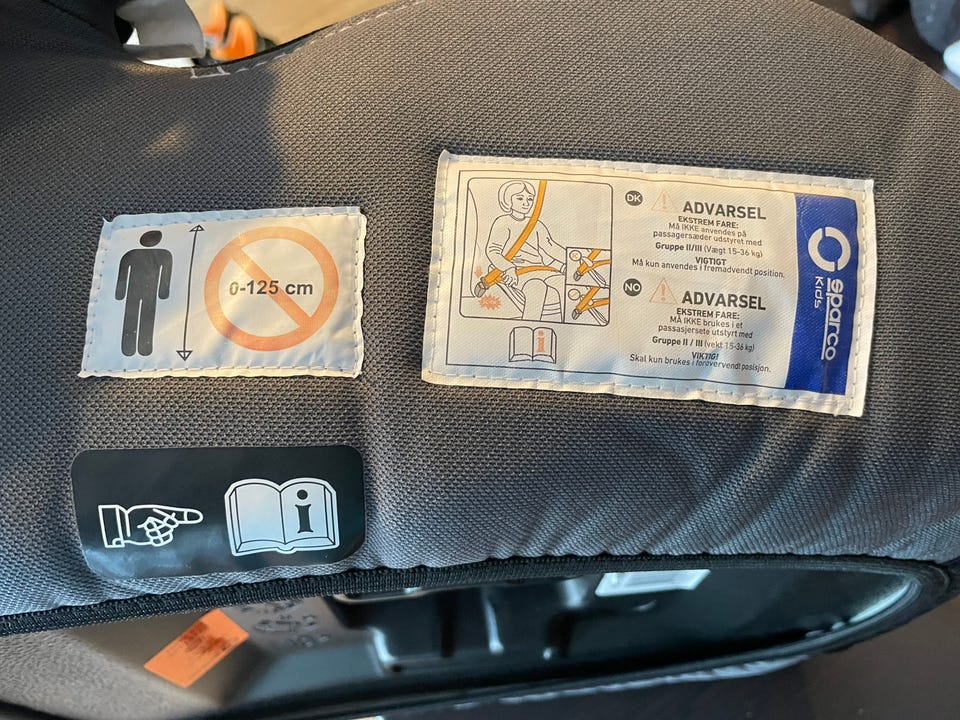 0-125 cm
DK ADVARSEL
EKSTREM FARE:
Må IKKE anvendes på
passagersæder udstyret med
Gruppe II/III (Vægt 15-36 kg)
VIGTIGT
Må kun anvendes i fremadvendt position.
NO ADVARSEL
EKSTREM FARE:
MÅ IKKE brukes i et
passasjersete utstyrt med
Gruppe II / III (vekt 15-36 kg)
VIKTIG!
Skal kun brukes i forovervendt posisjon.
sparco
Kids
i
i